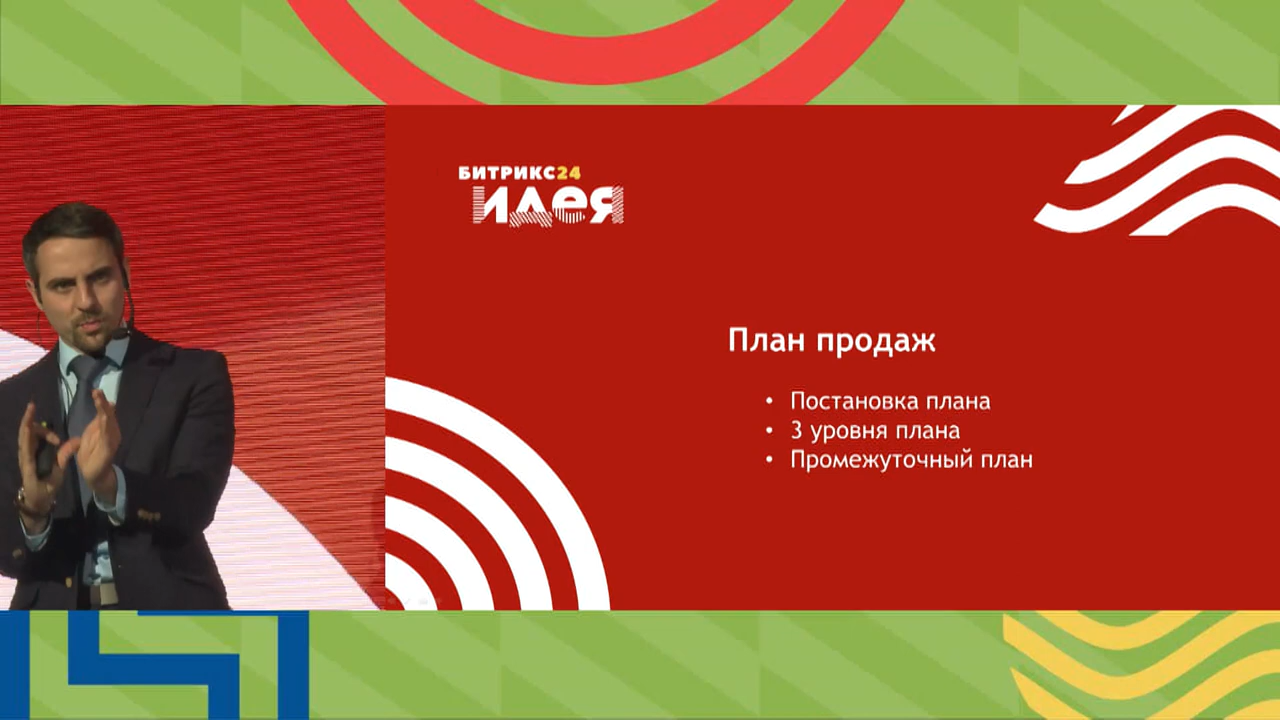 БИТРИКС24
идея
План продаж
• Постановка плана
• 3 уровня плана
• Промежуточный план